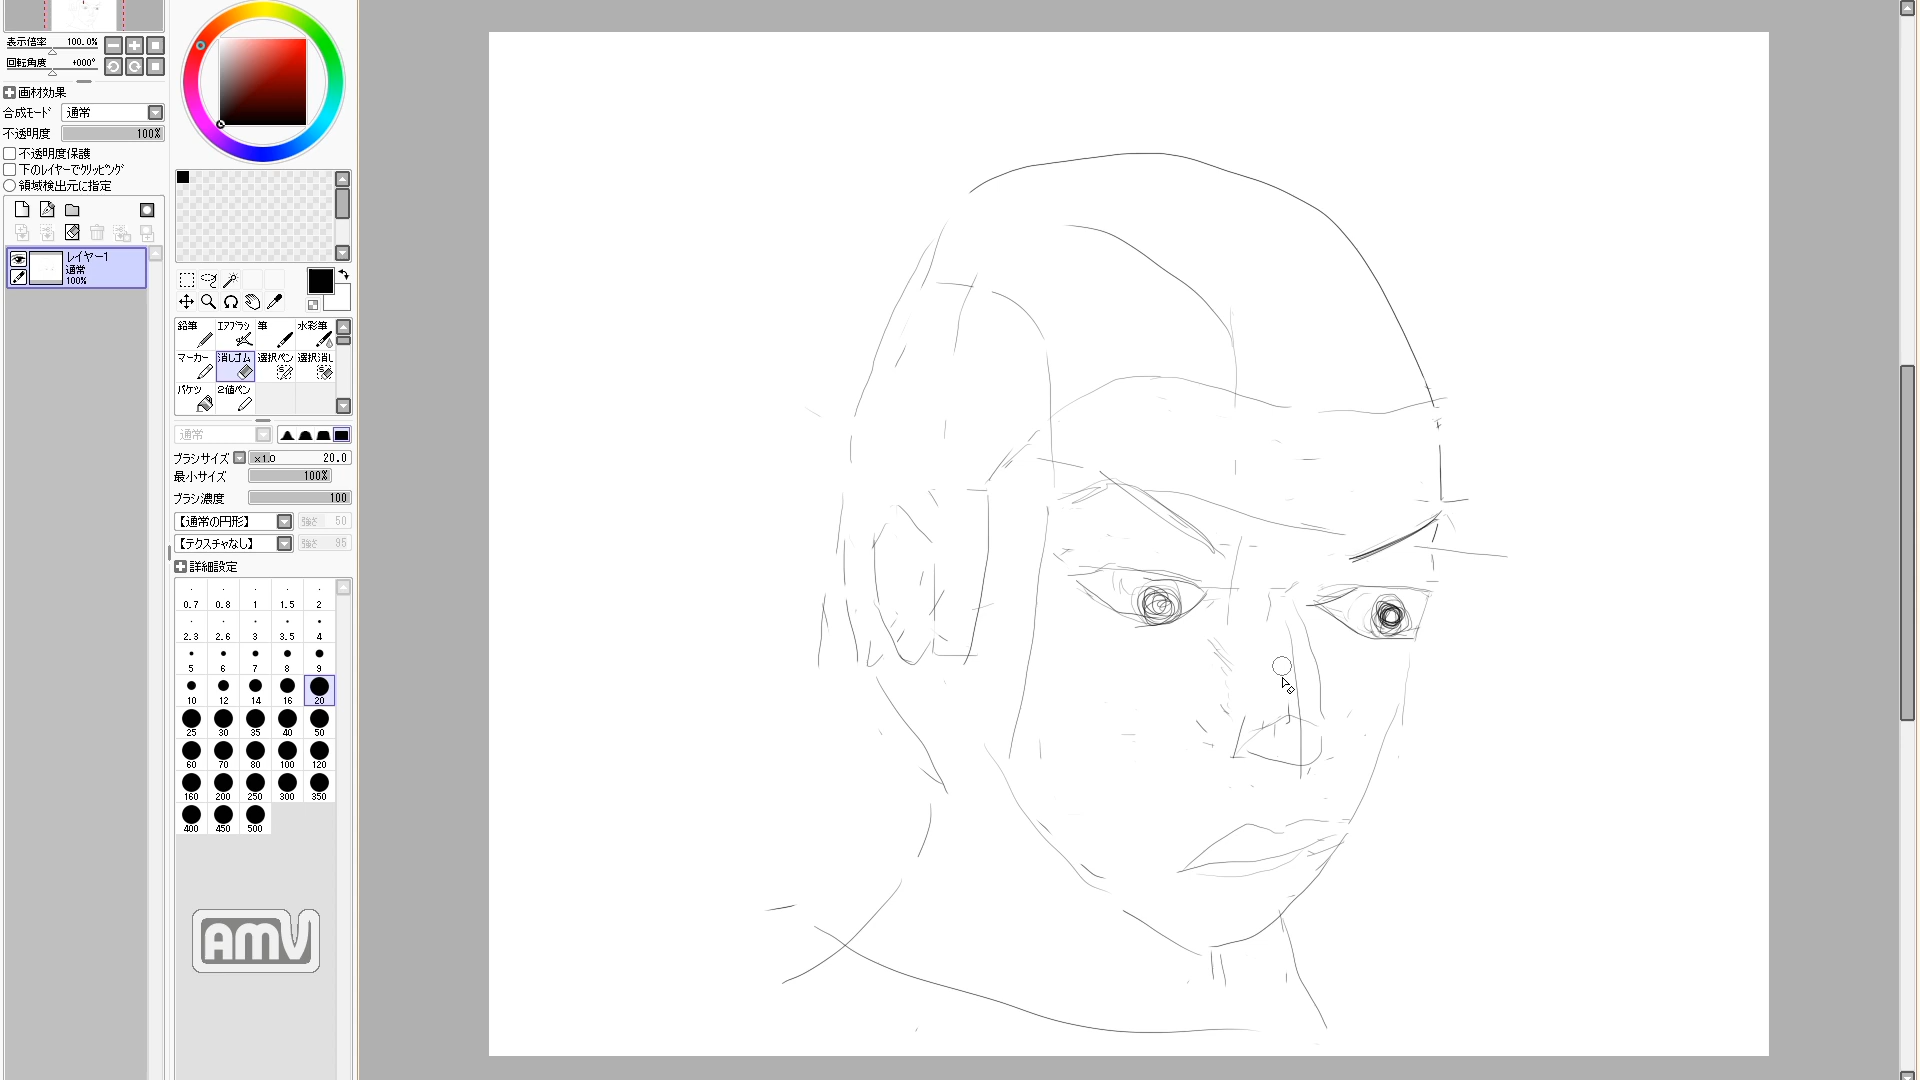 表示倍率 100.0%
回転角度 +000°
画材効果
合成モード 通常
不透明度 100%
不透明度保護
下のレイヤーでクリッピング
領域検出元に指定
レイヤー1
通常
100%
鉛筆 エアブラシ 筆 水彩筆
マーカー 消しゴム 選択ペン 選択消し
バケツ 2値ペン
通常
ブラシサイズ x1.0 20.0
最小サイズ 100%
ブラシ濃度 100
【通常の円形】 強さ 50
【テクスチャなし】 強さ 95
詳細設定
0.7 0.8 1 1.5 2
2.3 2.6 3 3.5 4
5 6 7 8 9
10 12 14 16 20
25 30 35 40 50
60 70 80 100 120
160 200 250 300 350
400 450 500
AMV